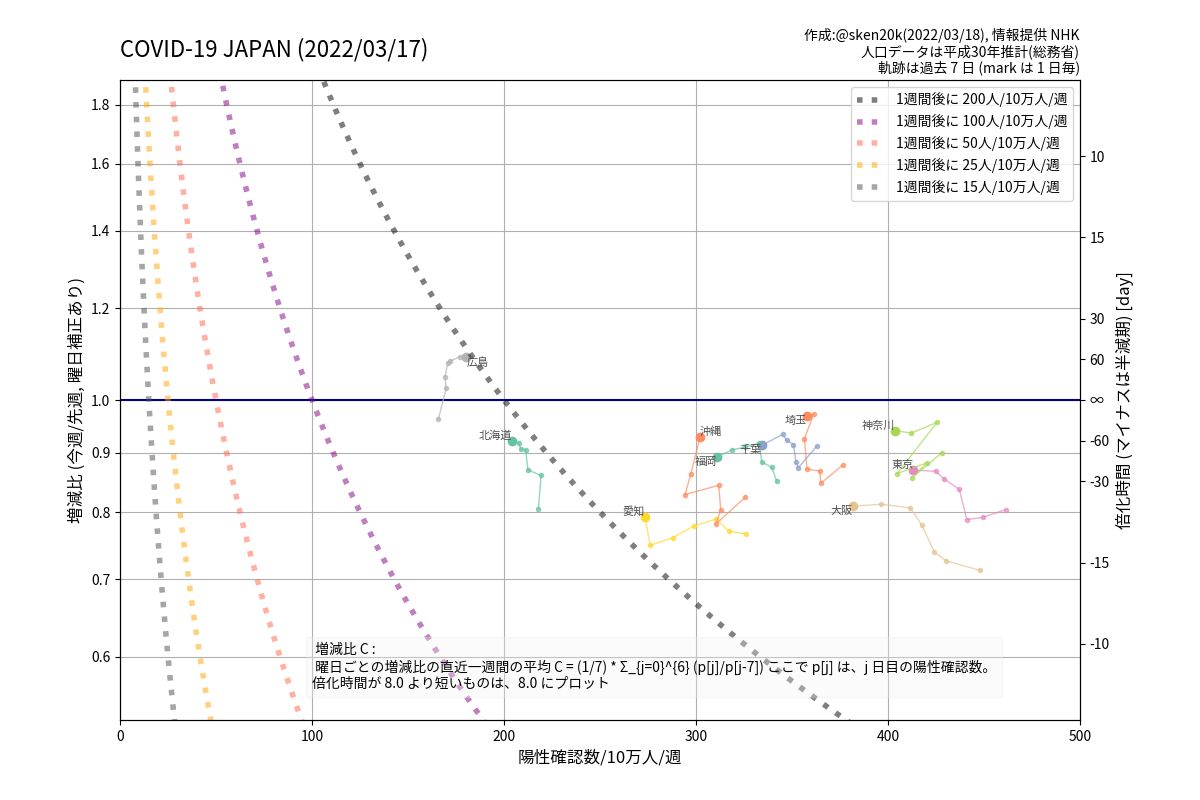 COVID-19 JAPAN (2022/03/17)
作成:@sken20k(2022/03/18), 情報提供 NHK
人口データは平成30年推計(総務省)
軌跡は過去 7 日 (mark は 1 日毎)
1週間後に 200人/10万人/週
1週間後に 100人/10万人/週
1週間後に 50人/10万人/週
1週間後に 25人/10万人/週
1週間後に 15人/10万人/週
増減比 (今週/先週, 曜日補正あり)
1.8
1.6
1.4
1.2
1.0
0.9
0.8
0.7
0.6
広島
北海道
沖縄
福岡
千葉
埼玉
神奈川
東京
大阪
愛知
10
15
30
60
∞
-60
-30
-15
-10
倍化時間 (マイナスは半減期) [day]
増減比 C :
曜日ごとの増減比の直近一週間の平均 C = (1/7) * Σ_{j=0}^{6} (p[j]/p[j-7]) ここで p[j] は、j 日目の陽性確認数。
倍化時間が 8.0 より短いものは、8.0 にプロット
0
100
200
300
400
500
陽性確認数/10万人/週